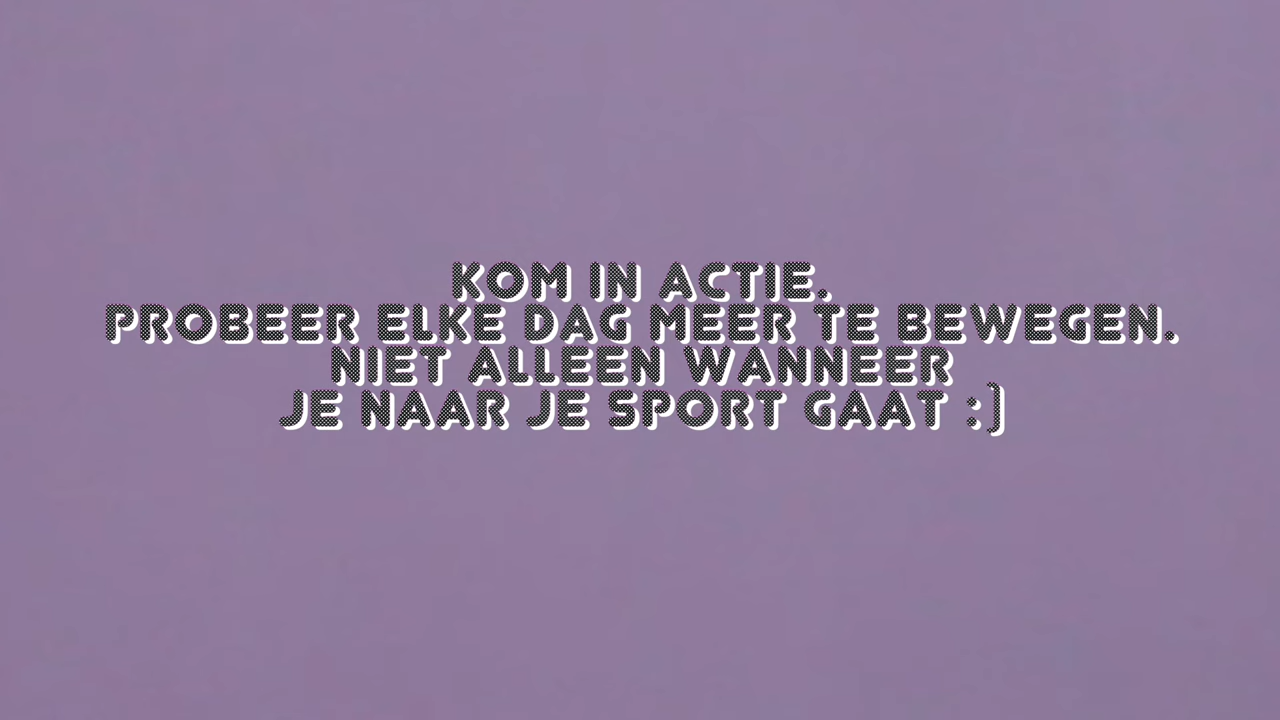 KOM IN ACTIE.
PROBEER ELKE DAG MEER TE BEWEGEN.
NIET ALLEEN WANNEER
JE NAAR JE SPORT GAAT :)